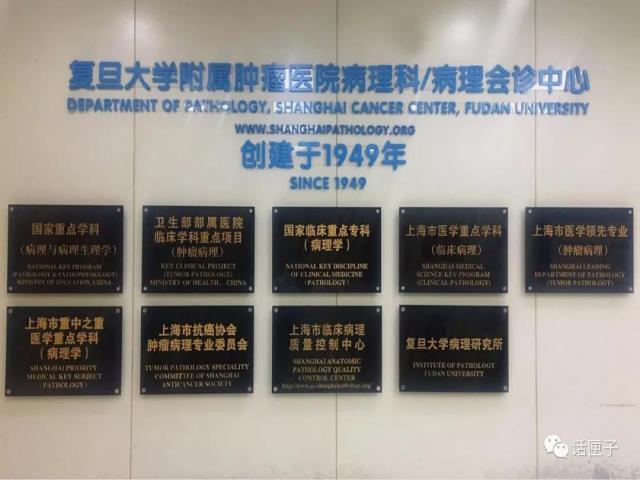 复旦大学附属肿瘤医院病理科/病理会诊中心
DEPARTMENT OF PATHOLOGY, SHANGHAI CANCER CENTER, FUDAN UNIVERSITY
WWW.SHANGHAIPATHOLOGY.ORG
创建于1949年
SINCE 1949
国家重点学科
（病理与病理生理学）
NATIONAL KEY PROGRAM
(PATHOLOGY & PATHOPHYSIOLOGY)
MINISTRY OF EDUCATION, CHINA
卫生部部属医院
临床学科重点项目
（肿瘤病理）
KEY CLINICAL PROJECT
(TUMOR PATHOLOGY)
MINISTRY OF HEALTH, CHINA
国家临床重点专科
（病理学）
NATIONAL KEY DISCIPLINE
OF CLINICAL MEDICINE
(PATHOLOGY)
上海市医学重点学科
（临床病理）
SHANGHAI MEDICAL
SCIENCE KEY PROGRAM
(CLINICAL PATHOLOGY)
上海市医学领先专业
（肿瘤病理）
SHANGHAI LEADING
DEPARTMENT OF PATHOLOGY
(TUMOR PATHOLOGY)
上海市重中之重
医学重点学科
（病理学）
SHANGHAI PRIORITY
MEDICAL KEY SUBJECT
(PATHOLOGY)
上海市抗癌协会
肿瘤病理专业委员会
TUMOR PATHOLOGY SPECIALITY
COMMITTEE OF SHANGHAI
ANTICANCER SOCIETY
上海市临床病理
质量控制中心
SHANGHAI ANATOMIC
PATHOLOGY QUALITY
CONTROL CENTER
http://www.qc-shanghaipathology.org/
复旦大学病理研究所
INSTITUTE OF PATHOLOGY
FUDAN UNIVERSITY
话匣子